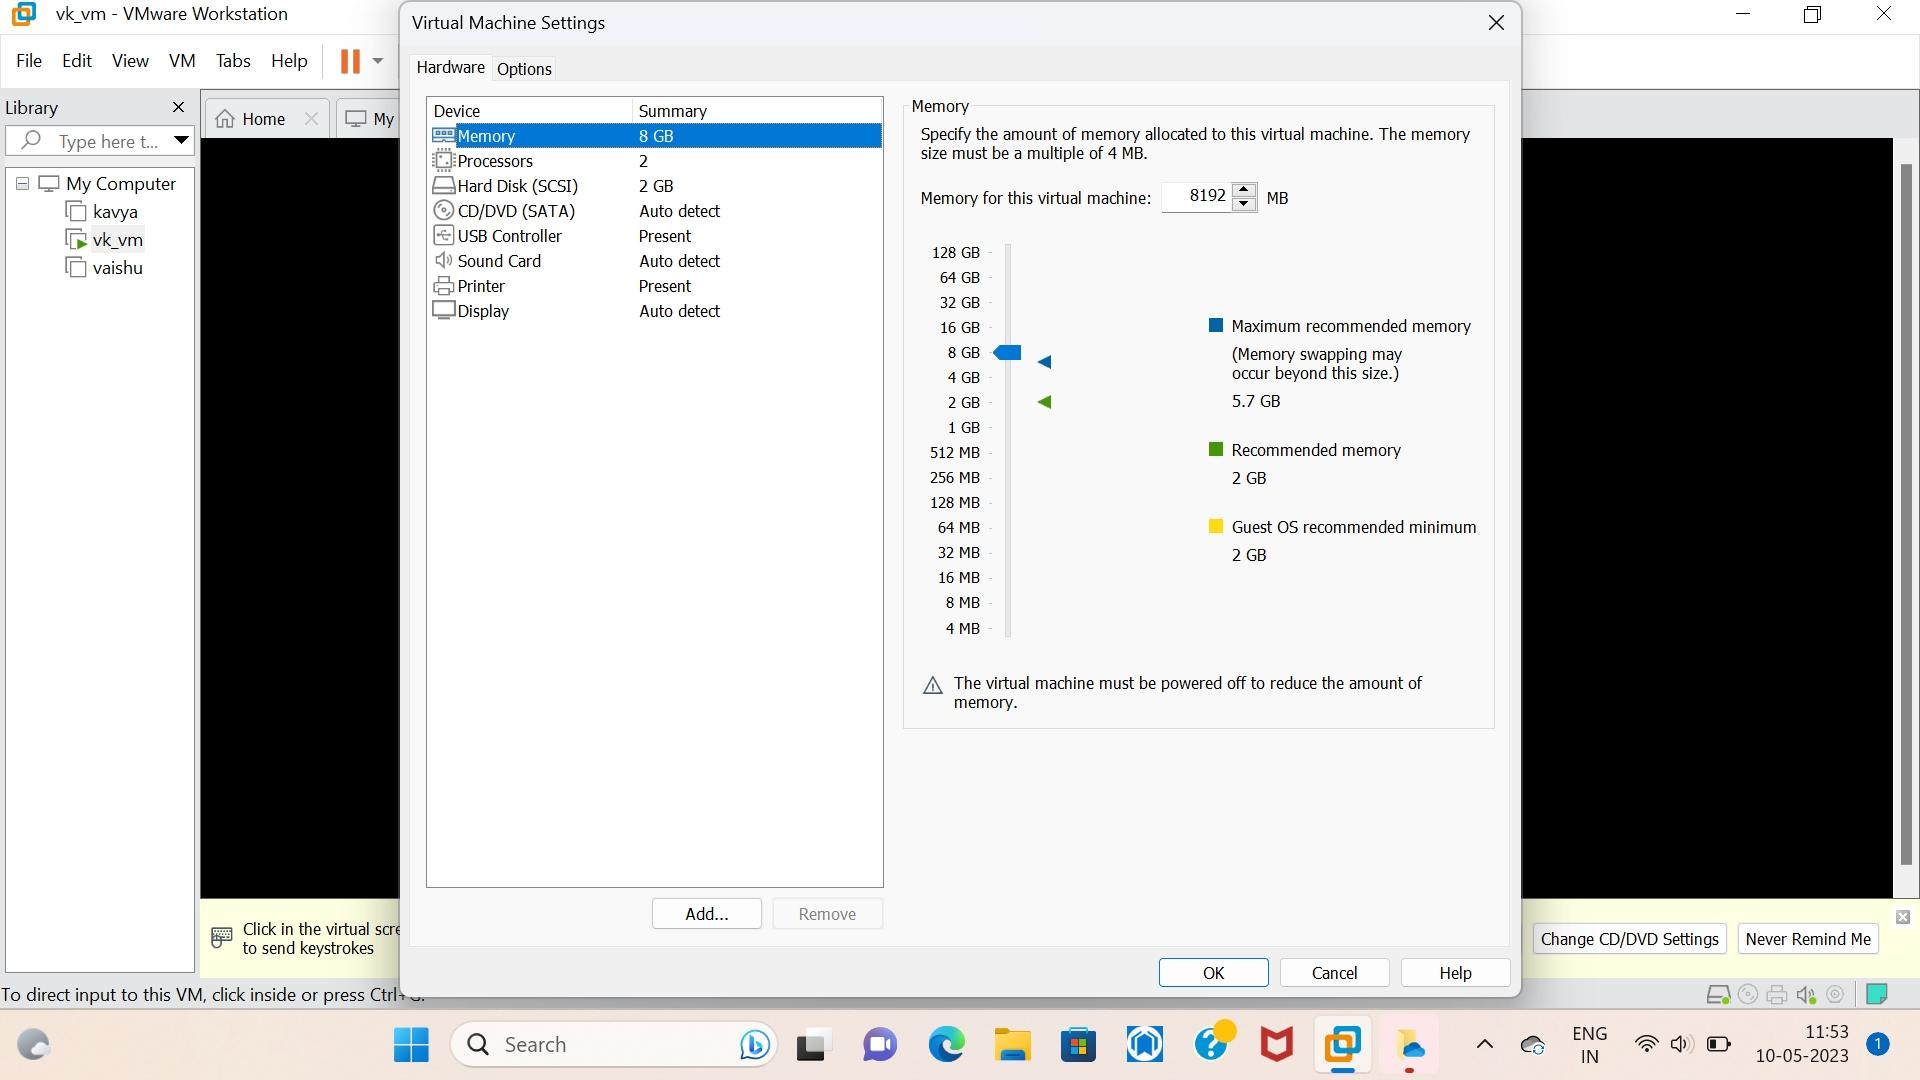 vk_vm - VMware Workstation
File Edit View VM Tabs Help
Library
Type here t...
My Computer
kavya
vk_vm
vaishu
Home
My
Virtual Machine Settings
Hardware Options
Device Summary
Memory 8 GB
Processors 2
Hard Disk (SCSI) 2 GB
CD/DVD (SATA) Auto detect
USB Controller Present
Sound Card Auto detect
Printer Present
Display Auto detect
Add... Remove
Memory
Specify the amount of memory allocated to this virtual machine. The memory
size must be a multiple of 4 MB.
Memory for this virtual machine: 8192 MB
128 GB
64 GB
32 GB
16 GB
8 GB
4 GB
2 GB
1 GB
512 MB
256 MB
128 MB
64 MB
32 MB
16 MB
8 MB
4 MB
Maximum recommended memory
(Memory swapping may
occur beyond this size.)
5.7 GB
Recommended memory
2 GB
Guest OS recommended minimum
2 GB
The virtual machine must be powered off to reduce the amount of
memory.
OK Cancel Help
Click in the virtual scre
to send keystrokes
Change CD/DVD Settings Never Remind Me
To direct input to this VM, click inside or press Ctrl+G.
Search
ENG
IN
11:53
10-05-2023
1